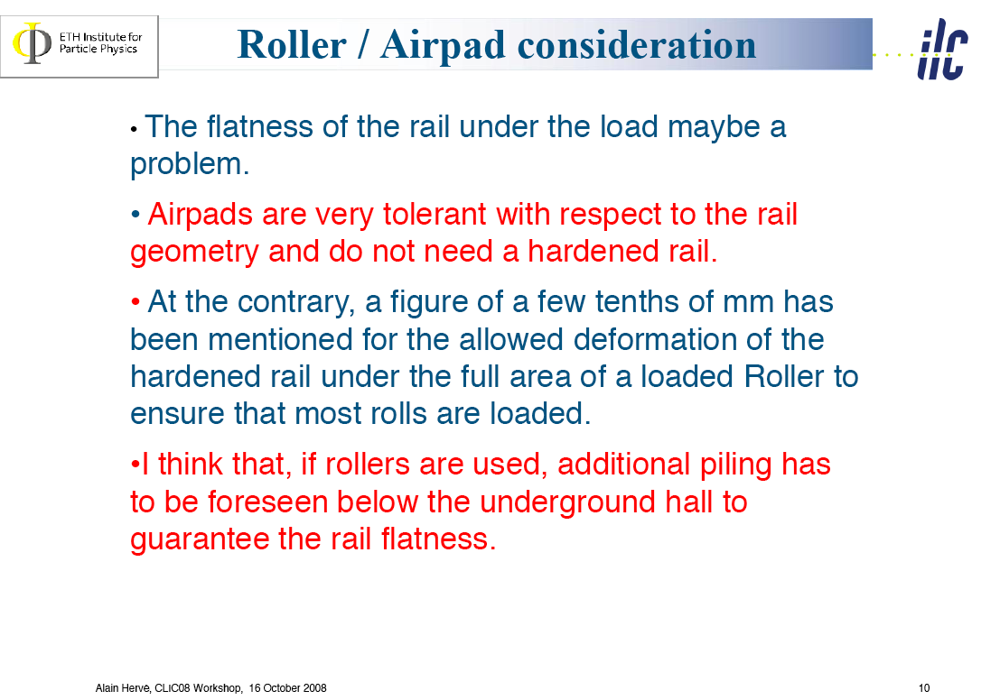 ETH Institute for
Particle Physics
Roller / Airpad consideration
ilc
• The flatness of the rail under the load maybe a
problem.
• Airpads are very tolerant with respect to the rail
geometry and do not need a hardened rail.
• At the contrary, a figure of a few tenths of mm has
been mentioned for the allowed deformation of the
hardened rail under the full area of a loaded Roller to
ensure that most rolls are loaded.
•I think that, if rollers are used, additional piling has
to be foreseen below the underground hall to
guarantee the rail flatness.
Alain Hervé, CLiC08 Workshop,  16 October 2008
10